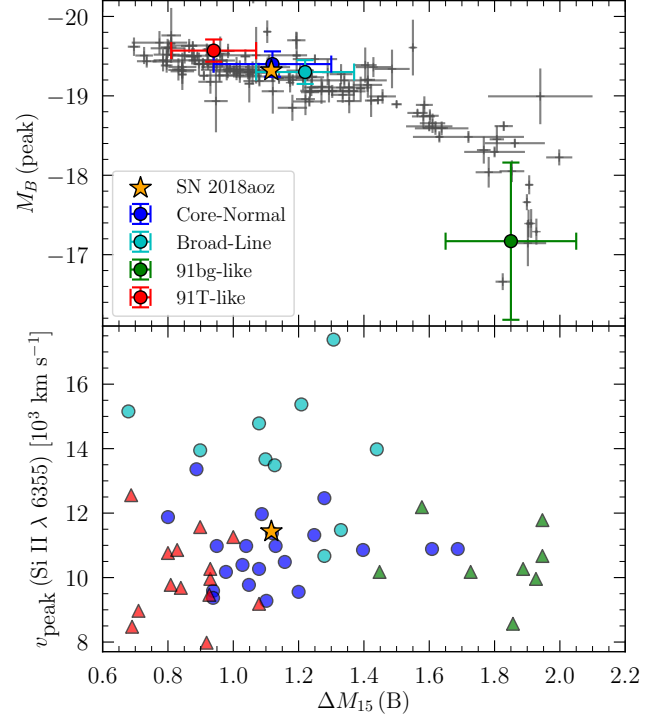 −20
−19
−18
−17
M_B (peak)
SN 2018aoz
Core-Normal
Broad-Line
91bg-like
91T-like
16
14
12
10
8
v_peak (Si II λ 6355) [10³ km s⁻¹]
0.6 0.8 1.0 1.2 1.4 1.6 1.8 2.0 2.2
ΔM₁₅ (B)